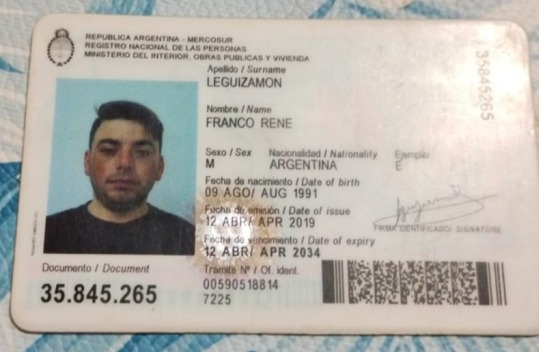 REPUBLICA ARGENTINA - MERCOSUR
REGISTRO NACIONAL DE LAS PERSONAS
MINISTERIO DEL INTERIOR, OBRAS PUBLICAS Y VIVIENDA
Apellido / Surname
LEGUIZAMON
Nombre / Name
FRANCO RENE
Sexo / Sex Nacionalidad / Nationality Ejemplar
M ARGENTINA E
Fecha de nacimiento / Date of birth
09 AGO/ AUG 1991
Fecha de emisión / Date of issue
12 ABR/ APR 2019
FIRMA IDENTIFICADO/ SIGNATURE
Fecha de vencimiento / Date of expiry
12 ABR/ APR 2034
Documento / Document
35.845.265
Tramite Nº / Of. ident.
00590518814
7225
35845265